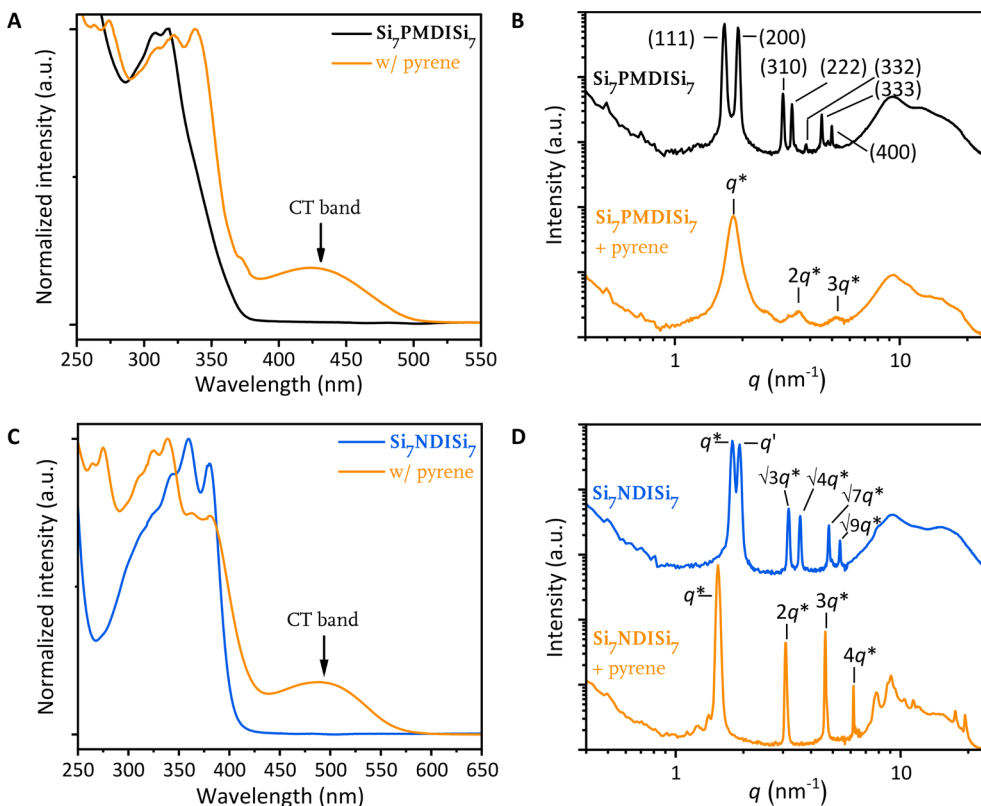 A
Si₇PMDISi₇
w/ pyrene
CT band
Normalized intensity (a.u.)
250 300 350 400 450 500 550
Wavelength (nm)
B
(111)
(200)
(310)
(222)
(332)
(333)
(400)
Si₇PMDISi₇
q*
Si₇PMDISi₇
+ pyrene
2q*
3q*
Intensity (a.u.)
1 10
q (nm⁻¹)
C
Si₇NDISi₇
w/ pyrene
CT band
Normalized intensity (a.u.)
250 300 350 400 450 500 550 600 650
Wavelength (nm)
D
q*
q'
Si₇NDISi₇
√3q*
√4q*
√7q*
√9q*
q*
2q*
3q*
4q*
Si₇NDISi₇
+ pyrene
Intensity (a.u.)
1 10
q (nm⁻¹)